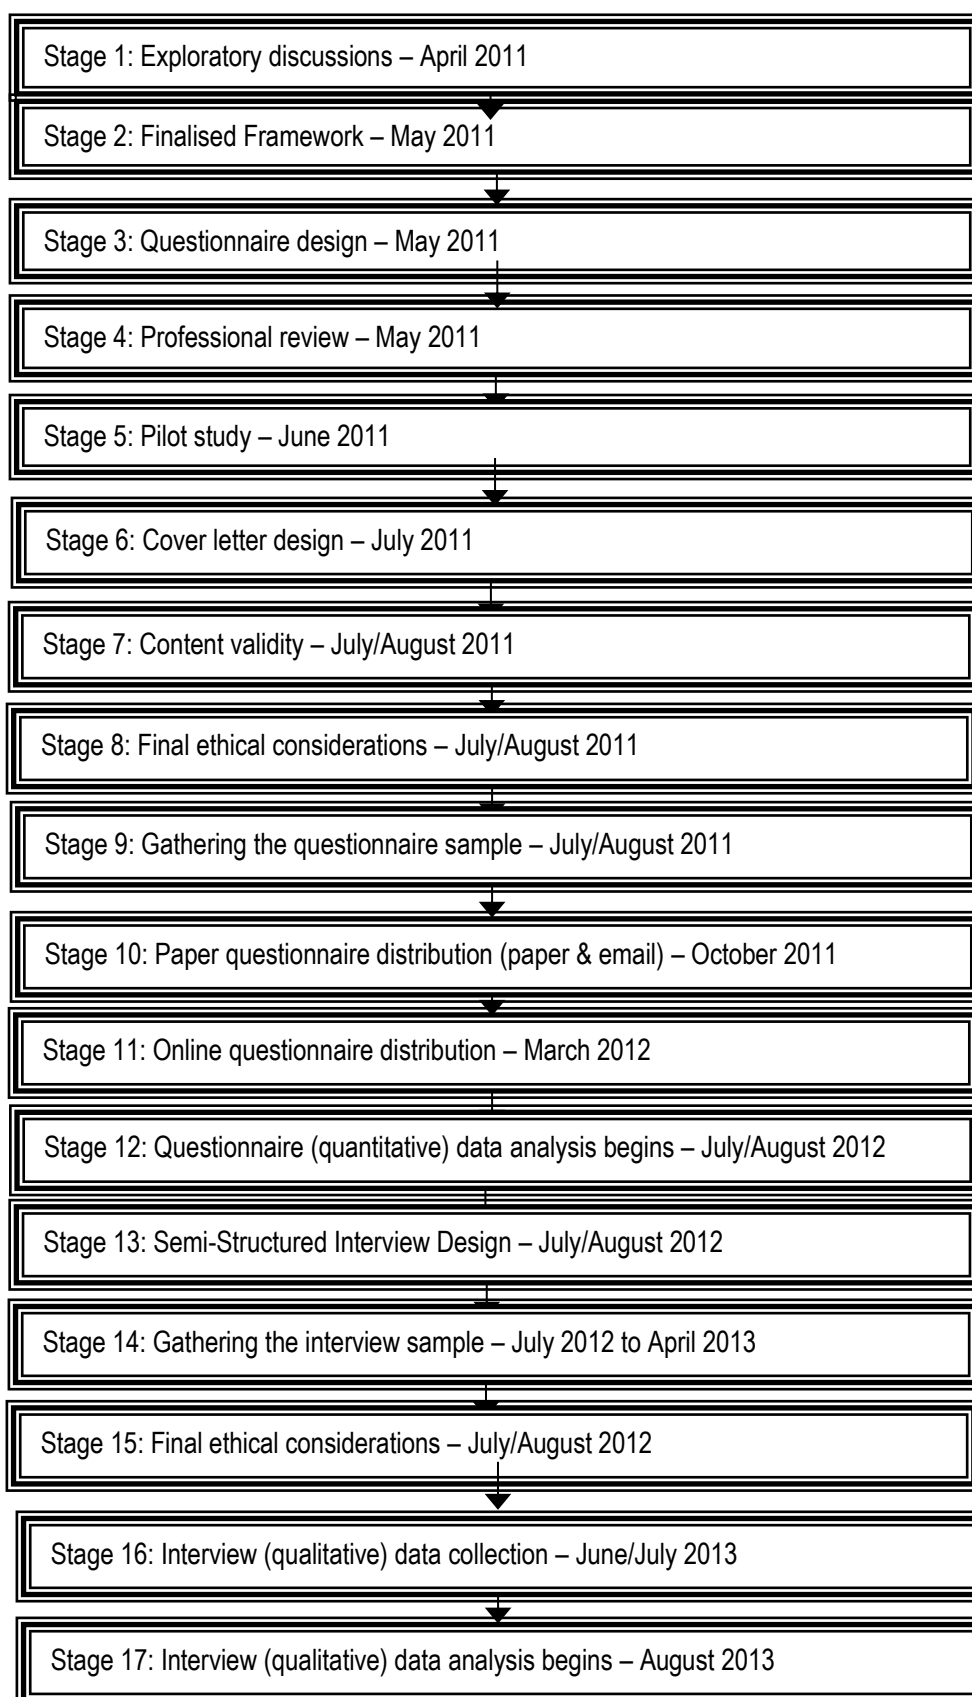 Stage 1: Exploratory discussions – April 2011
Stage 2: Finalised Framework – May 2011
Stage 3: Questionnaire design – May 2011
Stage 4: Professional review – May 2011
Stage 5: Pilot study – June 2011
Stage 6: Cover letter design – July 2011
Stage 7: Content validity – July/August 2011
Stage 8: Final ethical considerations – July/August 2011
Stage 9: Gathering the questionnaire sample – July/August 2011
Stage 10: Paper questionnaire distribution (paper & email) – October 2011
Stage 11: Online questionnaire distribution – March 2012
Stage 12: Questionnaire (quantitative) data analysis begins – July/August 2012
Stage 13: Semi-Structured Interview Design – July/August 2012
Stage 14: Gathering the interview sample – July 2012 to April 2013
Stage 15: Final ethical considerations – July/August 2012
Stage 16: Interview (qualitative) data collection – June/July 2013
Stage 17: Interview (qualitative) data analysis begins – August 2013